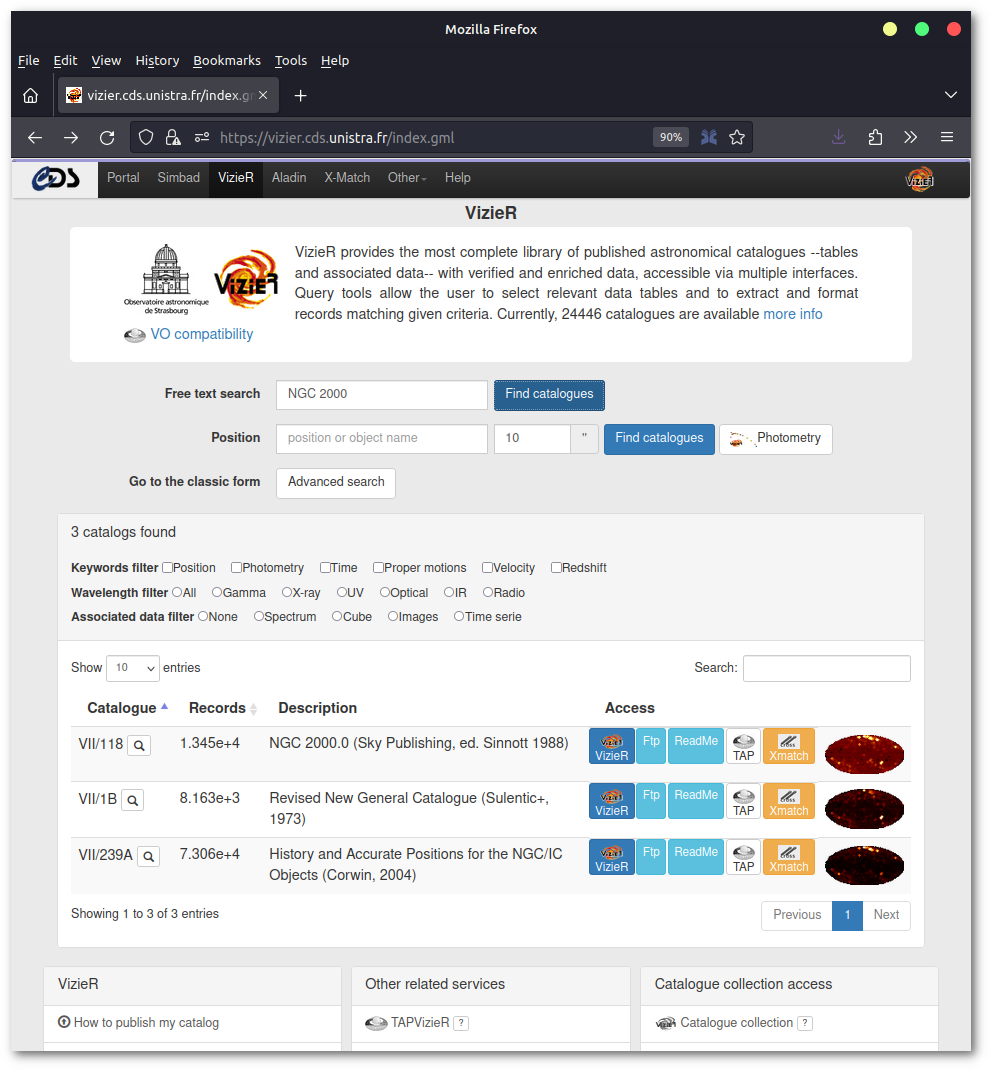 Mozilla Firefox
File Edit View History Bookmarks Tools Help
vizier.cds.unistra.fr/index.g
https://vizier.cds.unistra.fr/index.gml 90%
CDS Portal Simbad VizieR Aladin X-Match Other Help VizieR
VizieR
Observatoire astronomique
de Strasbourg
VizieR
VO compatibility
VizieR provides the most complete library of published astronomical catalogues --tables
and associated data-- with verified and enriched data, accessible via multiple interfaces.
Query tools allow the user to select relevant data tables and to extract and format
records matching given criteria. Currently, 24446 catalogues are available more info
Free text search NGC 2000 Find catalogues
Position position or object name 10 " Find catalogues Photometry
Go to the classic form Advanced search
3 catalogs found
Keywords filter Position Photometry Time Proper motions Velocity Redshift
Wavelength filter All Gamma X-ray UV Optical IR Radio
Associated data filter None Spectrum Cube Images Time serie
Show 10 entries Search:
Catalogue Records Description Access
VII/118 1.345e+4 NGC 2000.0 (Sky Publishing, ed. Sinnott 1988) VizieR Ftp ReadMe TAP Xmatch
VII/1B 8.163e+3 Revised New General Catalogue (Sulentic+, VizieR Ftp ReadMe TAP Xmatch
1973)
VII/239A 7.306e+4 History and Accurate Positions for the NGC/IC VizieR Ftp ReadMe TAP Xmatch
Objects (Corwin, 2004)
Showing 1 to 3 of 3 entries Previous 1 Next
VizieR Other related services Catalogue collection access
How to publish my catalog TAPVizieR ? Catalogue collection ?